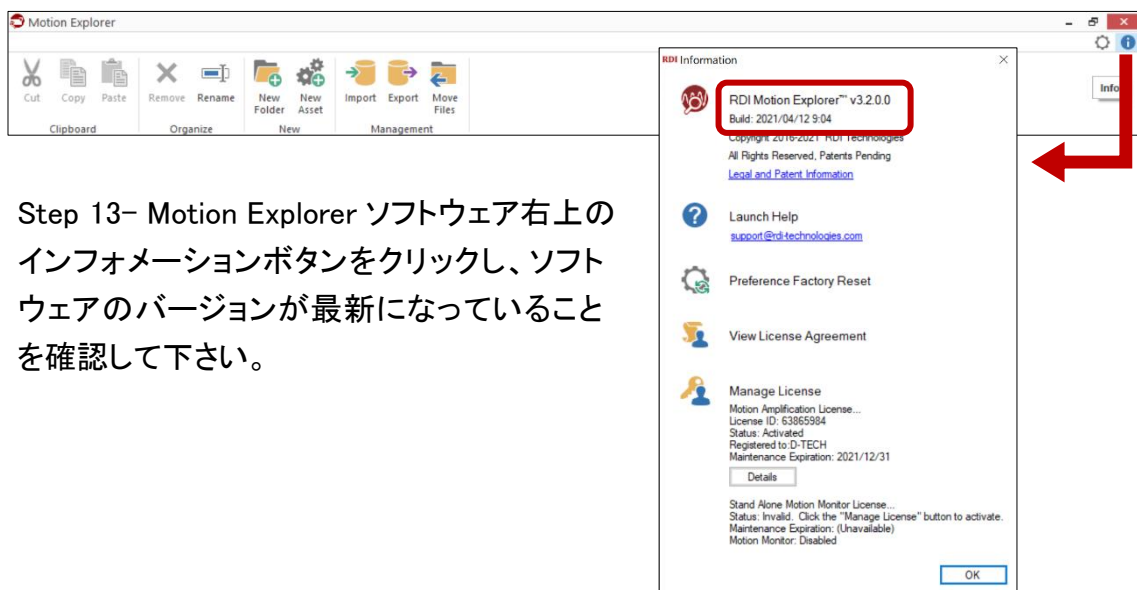 Motion Explorer
Cut Copy Paste Remove Rename New Folder New Asset Import Export Move Files
Clipboard Organize New Management
Info
RDI Information
RDI Motion Explorer™ v3.2.0.0
Build: 2021/04/12 9:04
Copyright 2016-2021 RDI Technologies
All Rights Reserved, Patents Pending
Legal and Patent Information
Launch Help
support@rdi-technologies.com
Preference Factory Reset
View License Agreement
Manage License
Motion Amplification License...
License ID: 63865984
Status: Activated
Registered to:D-TECH
Maintenance Expiration: 2021/12/31
Details
Stand Alone Motion Monitor License...
Status: Invalid. Click the "Manage License" button to activate.
Maintenance Expiration: (Unavailable)
Motion Monitor: Disabled
OK
Step 13- Motion Explorer ソフトウェア右上の
インフォメーションボタンをクリックし、ソフト
ウェアのバージョンが最新になっていること
を確認して下さい。